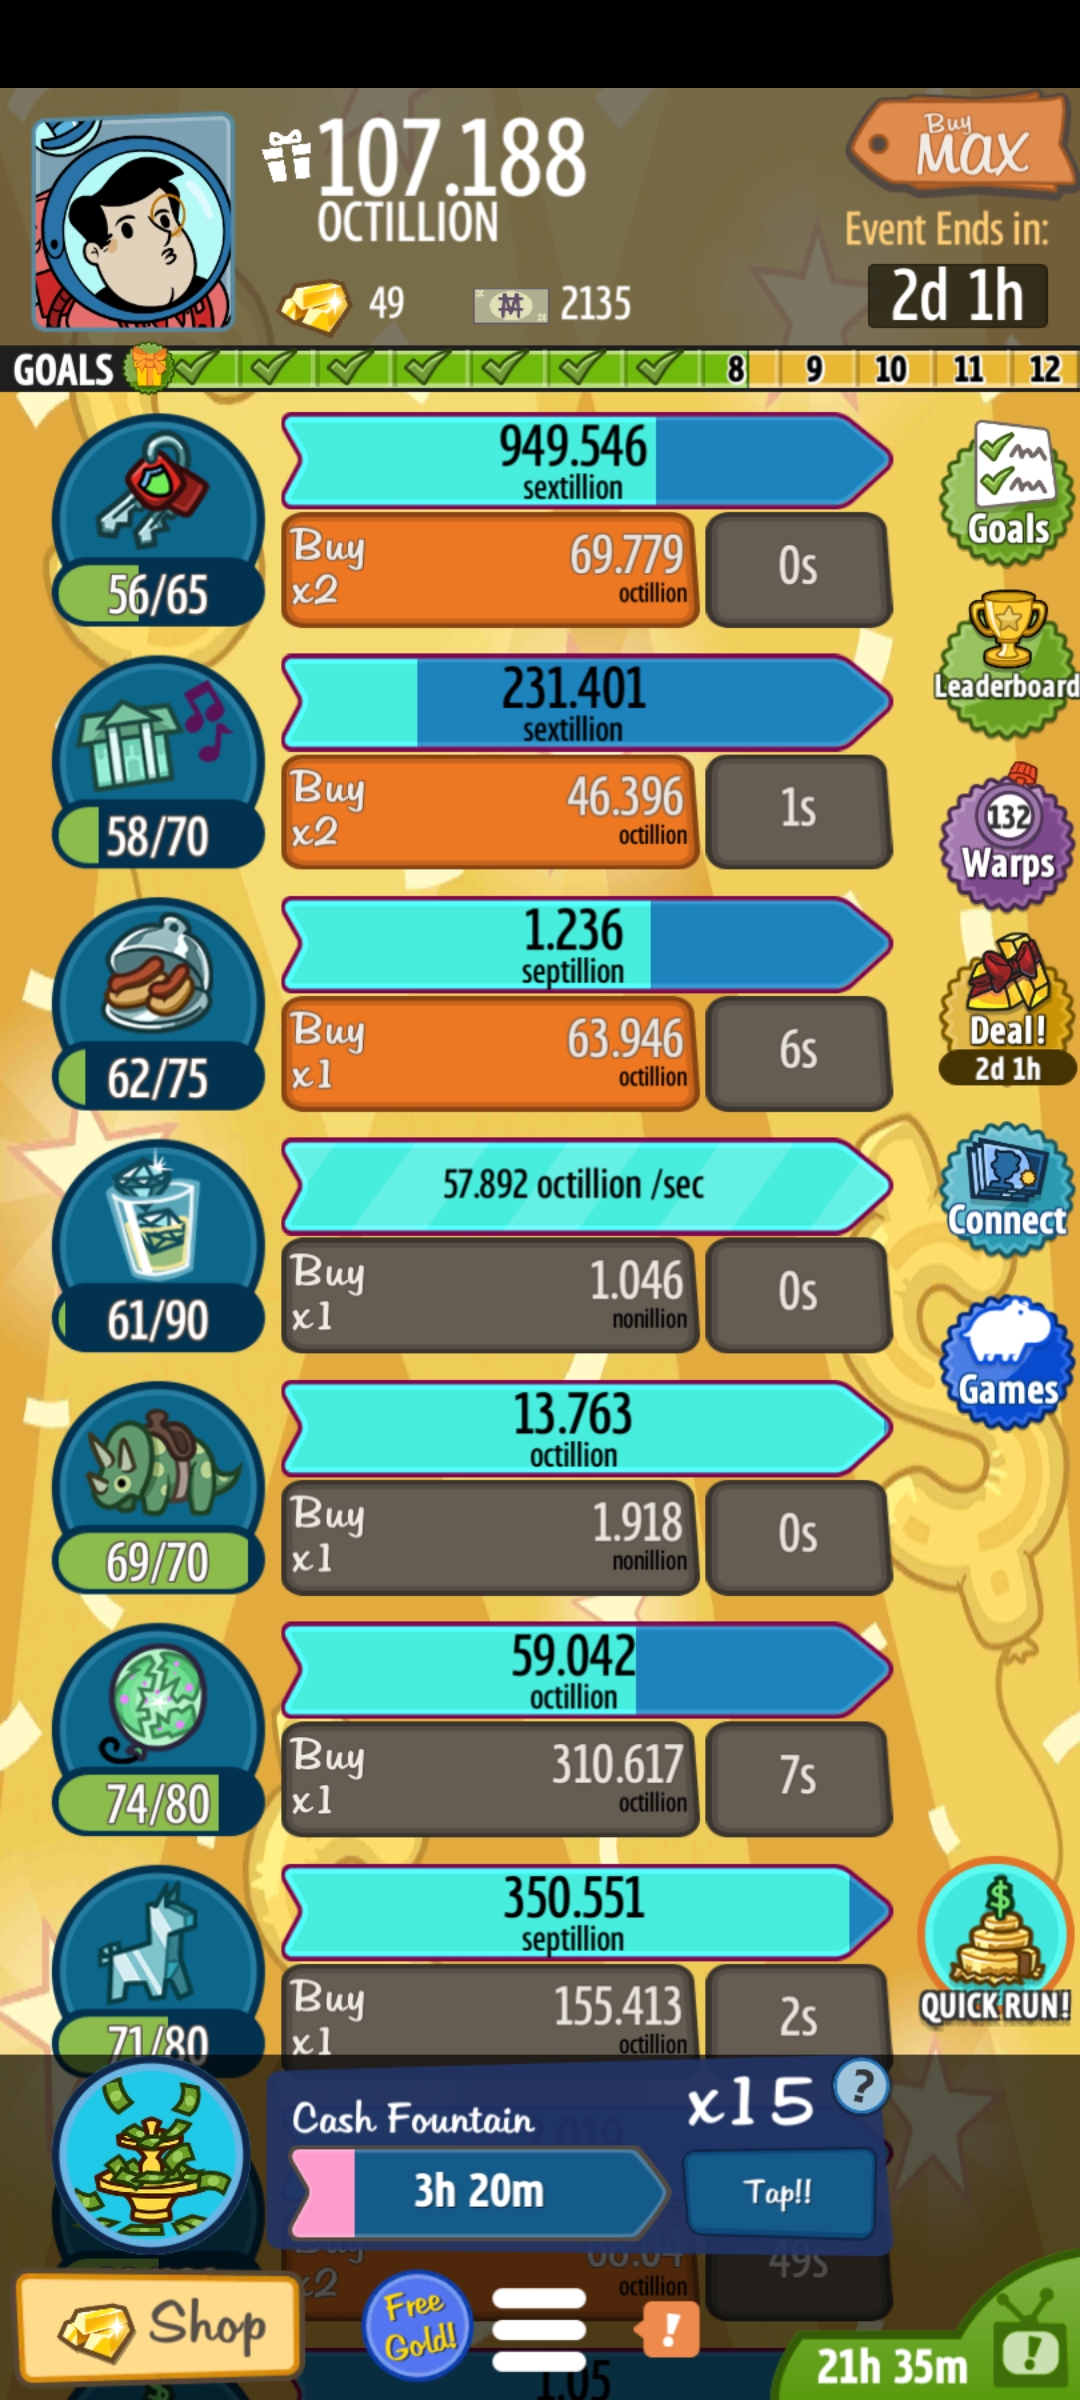 107.188
OCTILLION
Buy
MAX
Event Ends in:
49
2135
2d 1h
GOALS
8 9 10 11 12
949.546
sextillion
56/65
Buy
x2
69.779
octillion
0s
Goals
231.401
sextillion
58/70
Buy
x2
46.396
octillion
1s
Leaderboard
1.236
septillion
62/75
Buy
x1
63.946
octillion
6s
132
Warps
Deal!
2d 1h
57.892 octillion /sec
61/90
Buy
x1
1.046
nonillion
0s
Connect
13.763
octillion
69/70
Buy
x1
1.918
nonillion
0s
Games
59.042
octillion
74/80
Buy
x1
310.617
octillion
7s
350.551
septillion
71/80
Buy
x1
155.413
octillion
2s
QUICK RUN!
Cash Fountain
x15
?
3h 20m
Tap!!
Buy
x2
octillion
49s
Shop
Free
Gold!
!
1.05
21h 35m
!